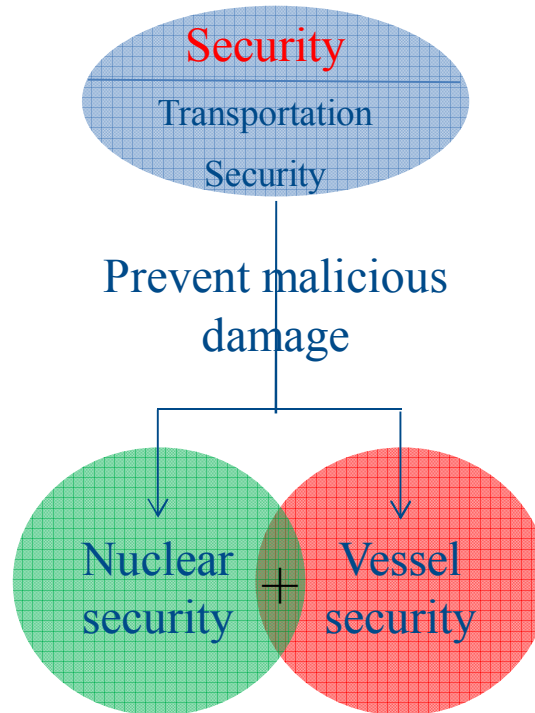 Security
Transportation
Security
Prevent malicious
damage
Nuclear
security
+
Vessel
security